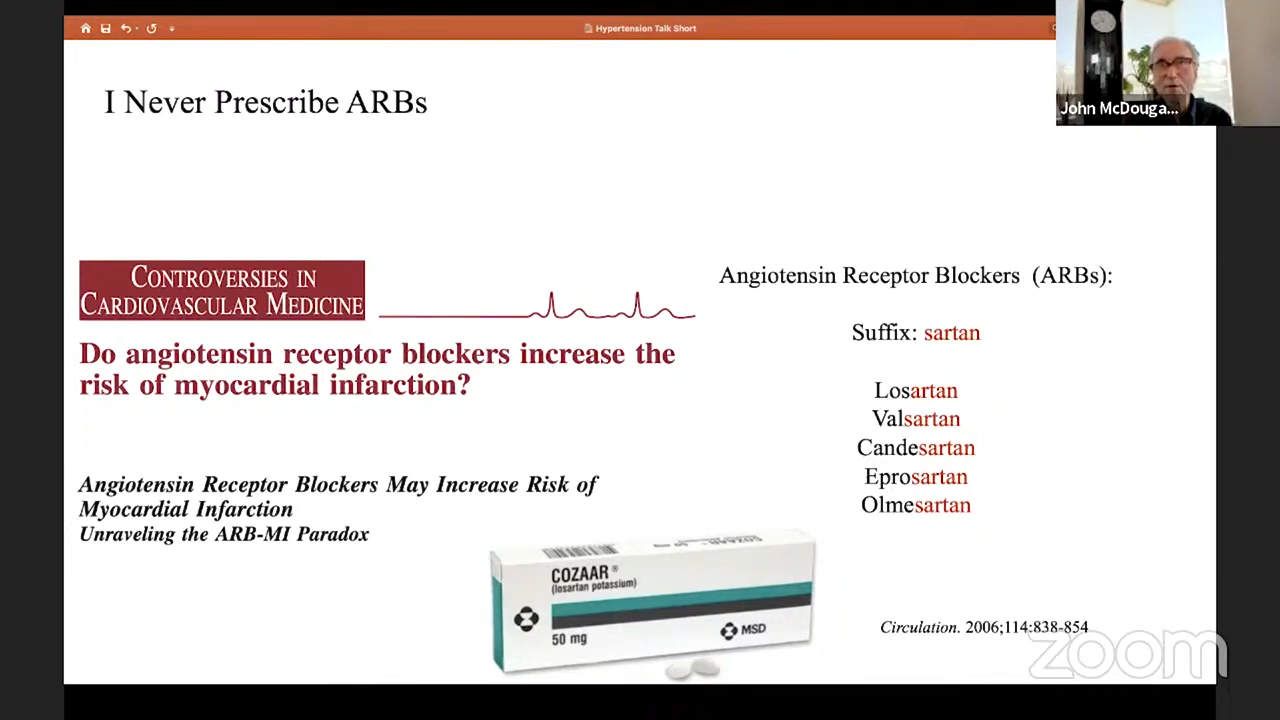 Hypertension Talk Short
I Never Prescribe ARBs
John McDouga...
CONTROVERSIES IN
CARDIOVASCULAR MEDICINE
Do angiotensin receptor blockers increase the
risk of myocardial infarction?
Angiotensin Receptor Blockers May Increase Risk of
Myocardial Infarction
Unraveling the ARB-MI Paradox
Angiotensin Receptor Blockers (ARBs):
Suffix: sartan
Losartan
Valsartan
Candesartan
Eprosartan
Olmesartan
COZAAR ®
(losartan potassium)
50 mg
MSD
COZAAR ® 50 mg
Circulation. 2006;114:838-854
zoom